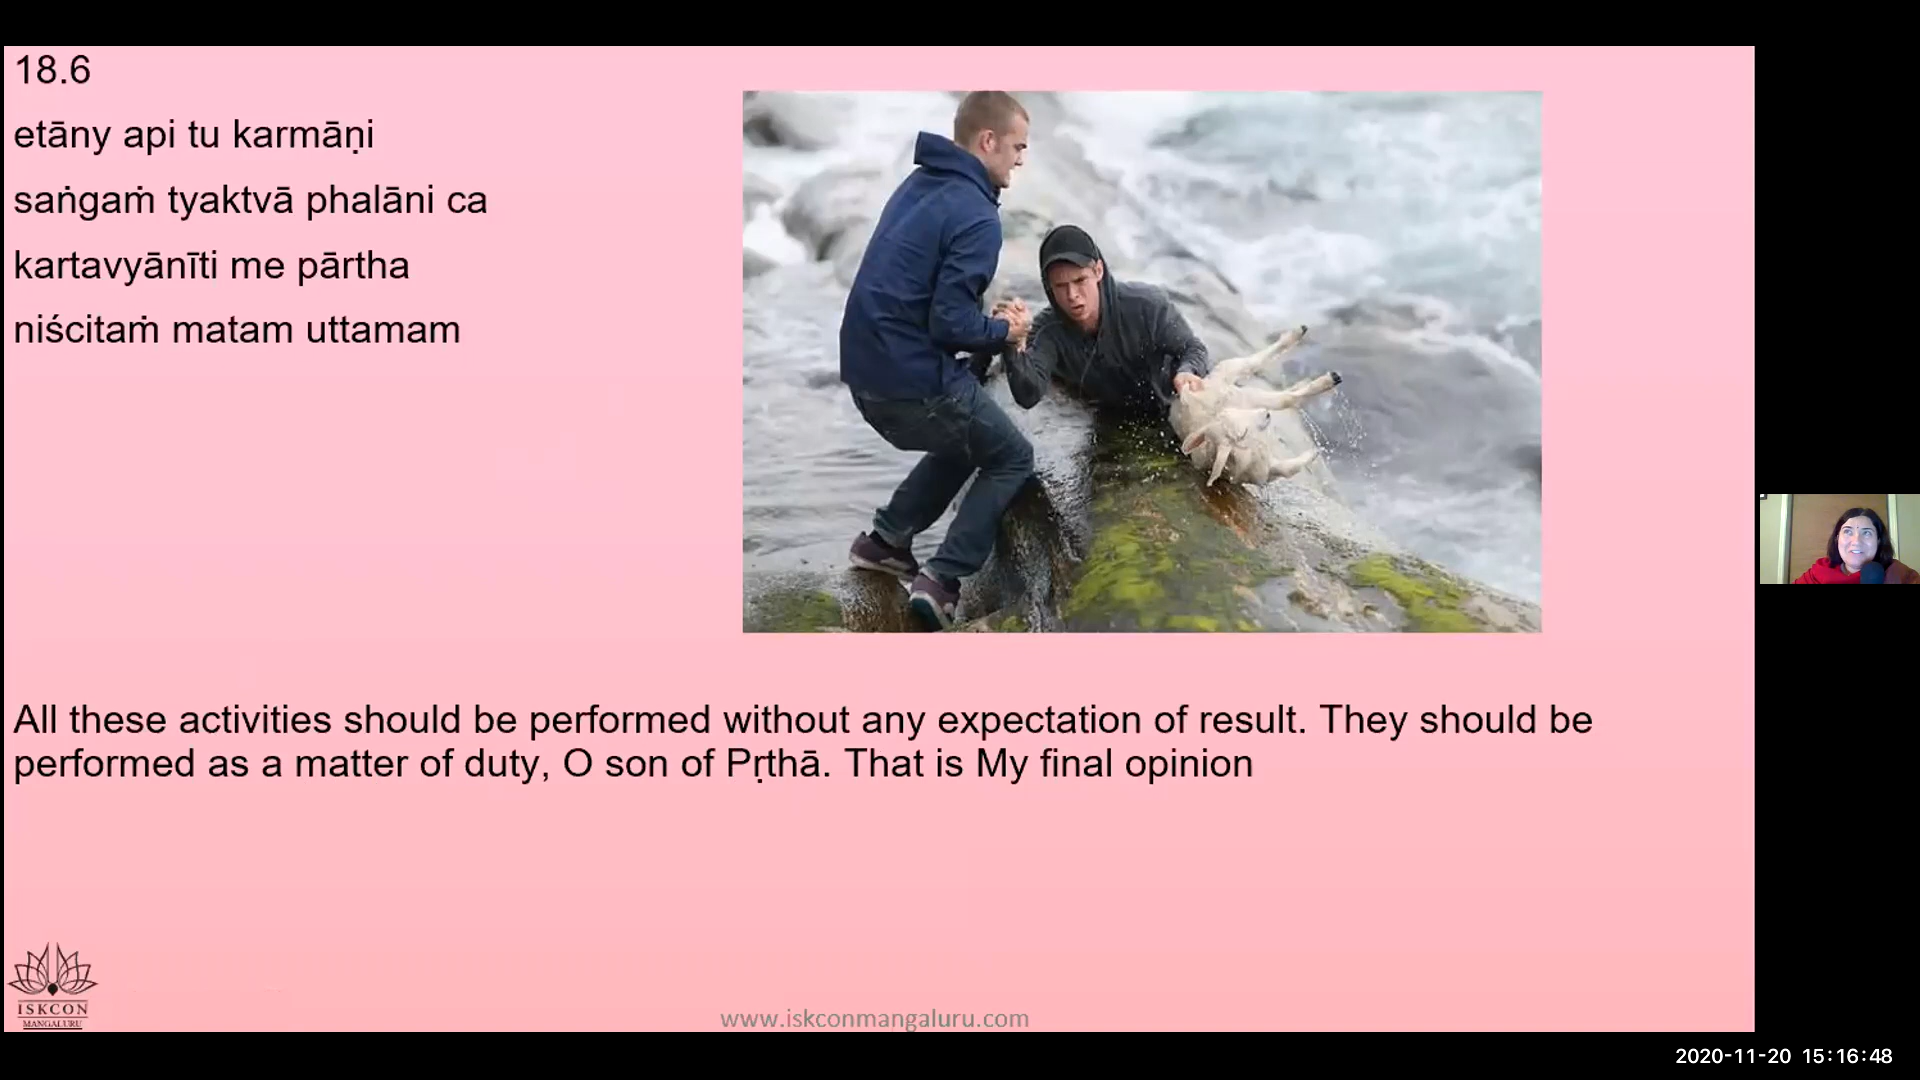 18.6
etāny api tu karmāṇi
saṅgaṁ tyaktvā phalāni ca
kartavyānīti me pārtha
niścitaṁ matam uttamam
All these activities should be performed without any expectation of result. They should be
performed as a matter of duty, O son of Pṛthā. That is My final opinion
ISKCON
MANGALURU
www.iskconmangaluru.com
2020-11-20 15:16:48